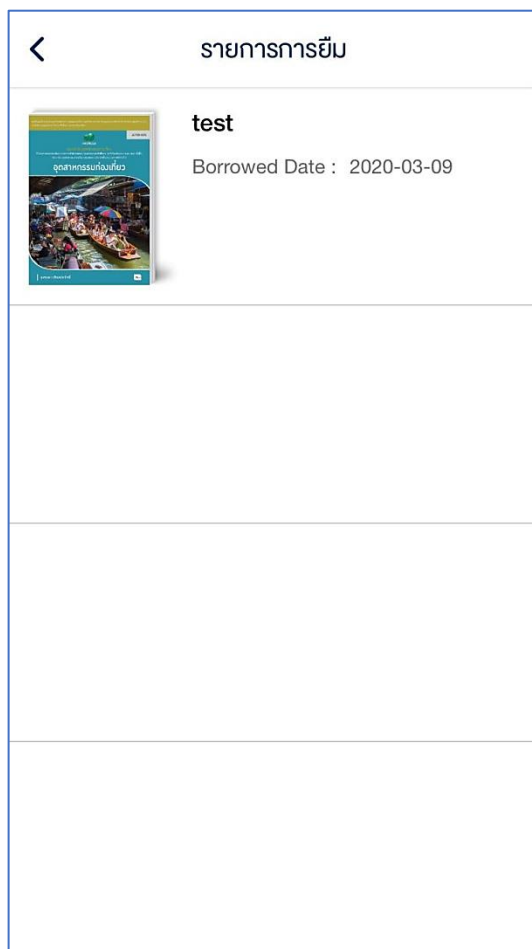 รายการการยืม
test
Borrowed Date : 2020-03-09
อุตสาหกรรมท่องเที่ยว